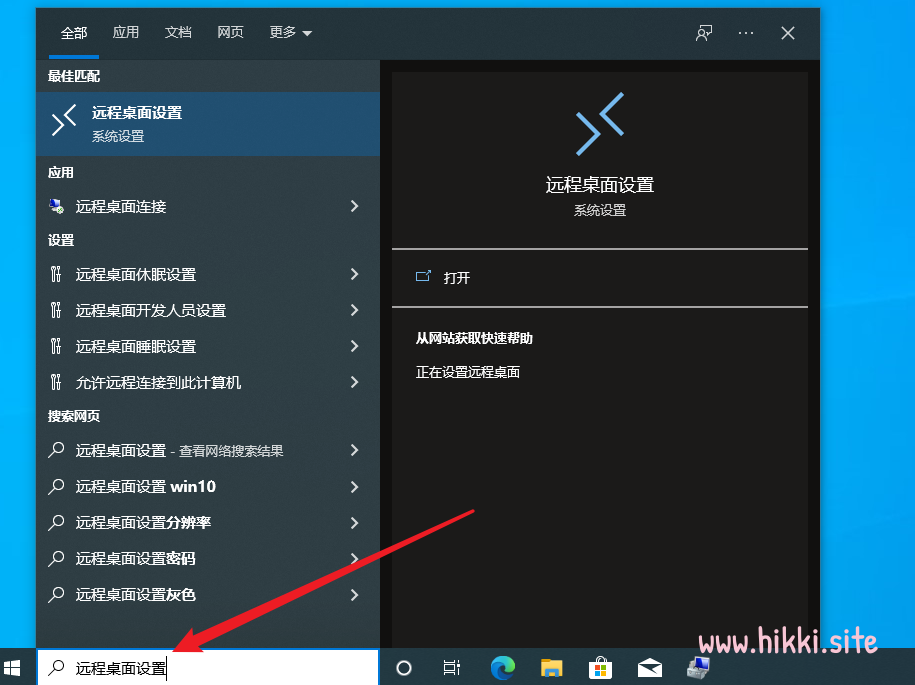 全部 应用 文档 网页 更多
最佳匹配
远程桌面设置
系统设置
应用
远程桌面连接
设置
远程桌面休眠设置
远程桌面开发人员设置
远程桌面睡眠设置
允许远程连接到此计算机
搜索网页
远程桌面设置 - 查看网络搜索结果
远程桌面设置 win10
远程桌面设置分辨率
远程桌面设置密码
远程桌面设置灰色
远程桌面设置
系统设置
打开
从网站获取快速帮助
正在设置远程桌面
www.hikki.site
远程桌面设置